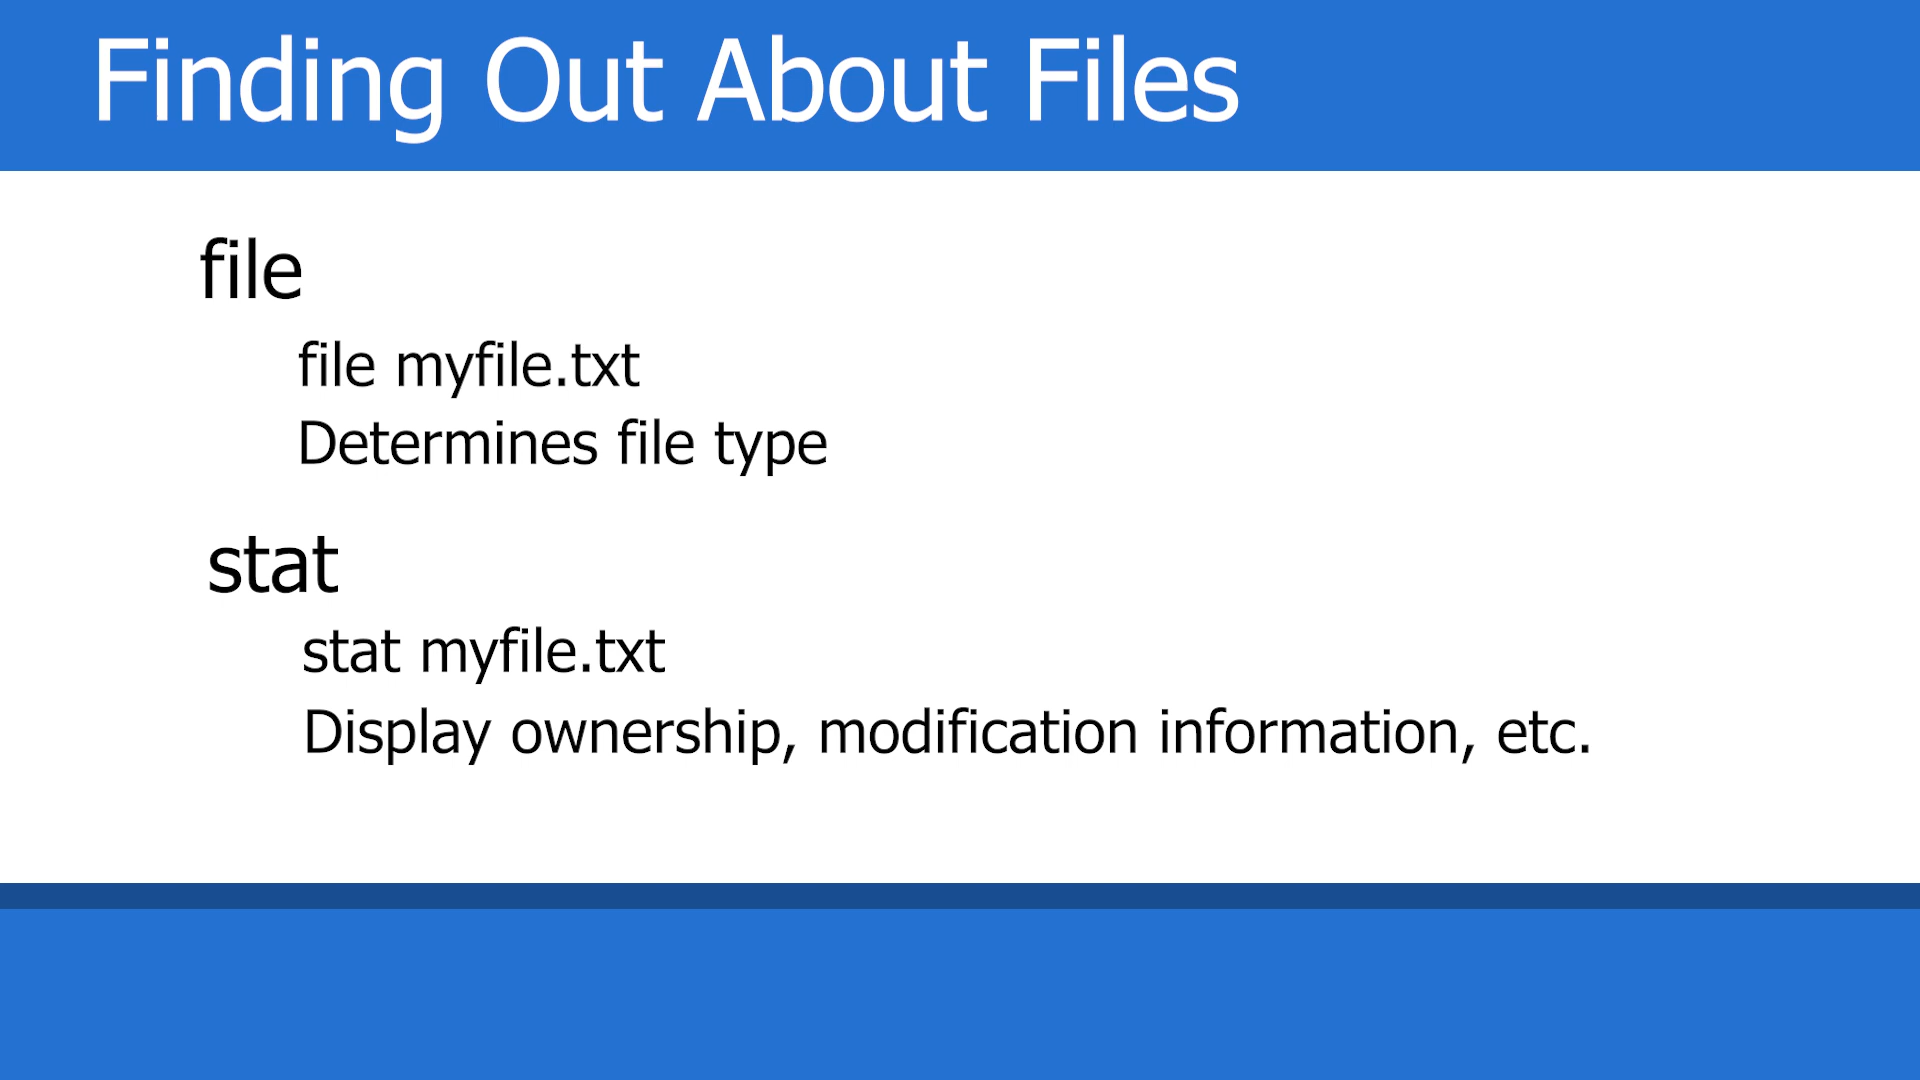 Finding Out About Files
file
file myfile.txt
Determines file type
stat
stat myfile.txt
Display ownership, modification information, etc.